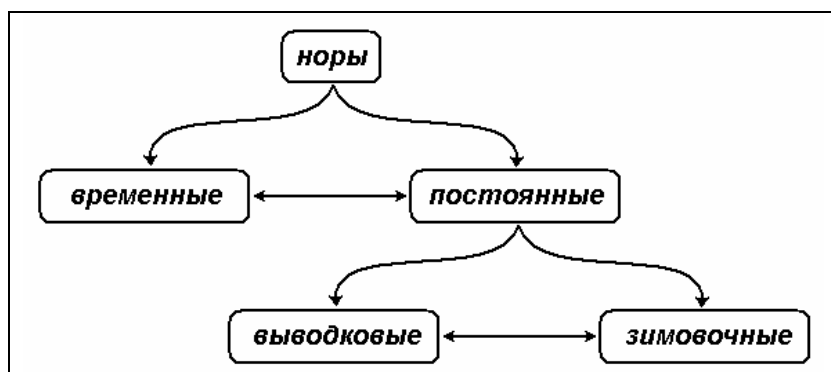 норы
временные
постоянные
выводковые
зимовочные